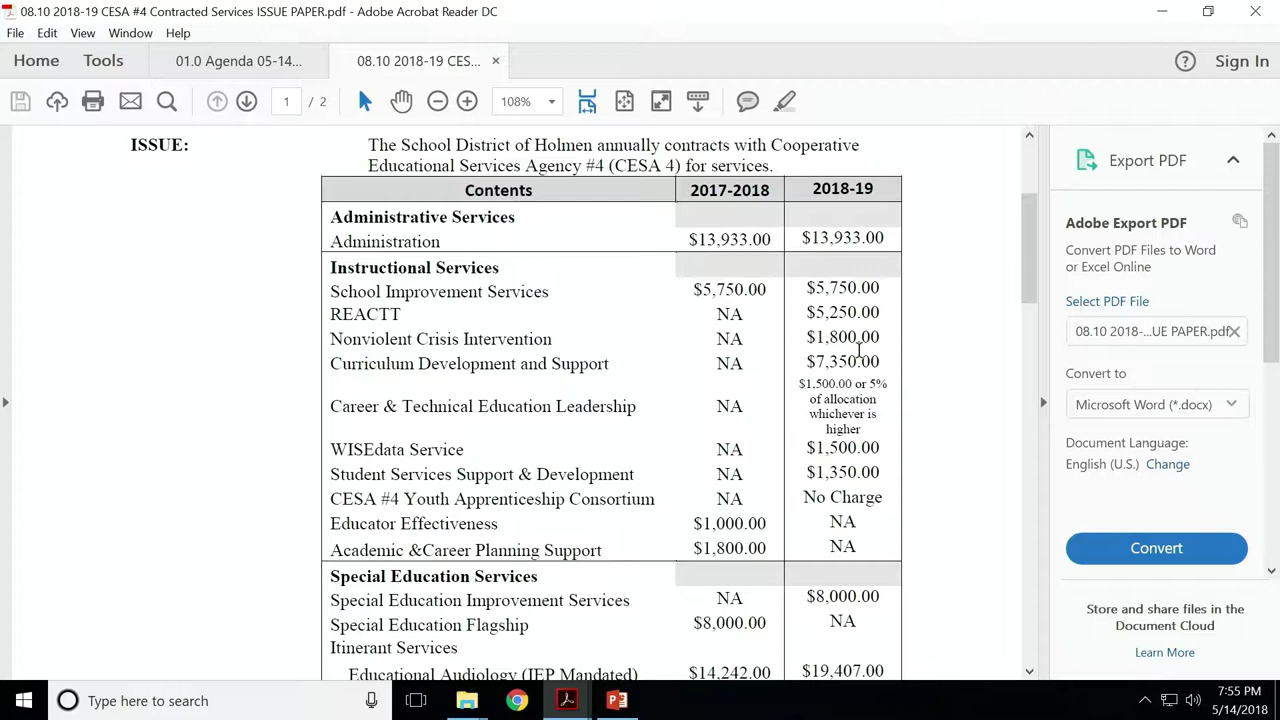 08.10 2018-19 CESA #4 Contracted Services ISSUE PAPER.pdf - Adobe Acrobat Reader DC
File Edit View Window Help
Home Tools 01.0 Agenda 05-14... 08.10 2018-19 CES... × Sign In
1 / 2 108%
ISSUE: The School District of Holmen annually contracts with Cooperative
Educational Services Agency #4 (CESA 4) for services.
Contents 2017-2018 2018-19
Administrative Services
Administration $13,933.00 $13,933.00
Instructional Services
School Improvement Services $5,750.00 $5,750.00
REACTT NA $5,250.00
Nonviolent Crisis Intervention NA $1,800.00
Curriculum Development and Support NA $7,350.00
Career & Technical Education Leadership NA $1,500.00 or 5%
of allocation
whichever is
higher
WISEdata Service NA $1,500.00
Student Services Support & Development NA $1,350.00
CESA #4 Youth Apprenticeship Consortium NA No Charge
Educator Effectiveness $1,000.00 NA
Academic &Career Planning Support $1,800.00 NA
Special Education Services
Special Education Improvement Services NA $8,000.00
Special Education Flagship $8,000.00 NA
Itinerant Services
Educational Audiology (IEP Mandated) $14,242.00 $19,407.00
Export PDF
Adobe Export PDF
Convert PDF Files to Word
or Excel Online
Select PDF File
08.10 2018-...UE PAPER.pdf
Convert to
Microsoft Word (*.docx)
Document Language:
English (U.S.) Change
Convert
Store and share files in the
Document Cloud
Learn More
Type here to search
7:55 PM
5/14/2018